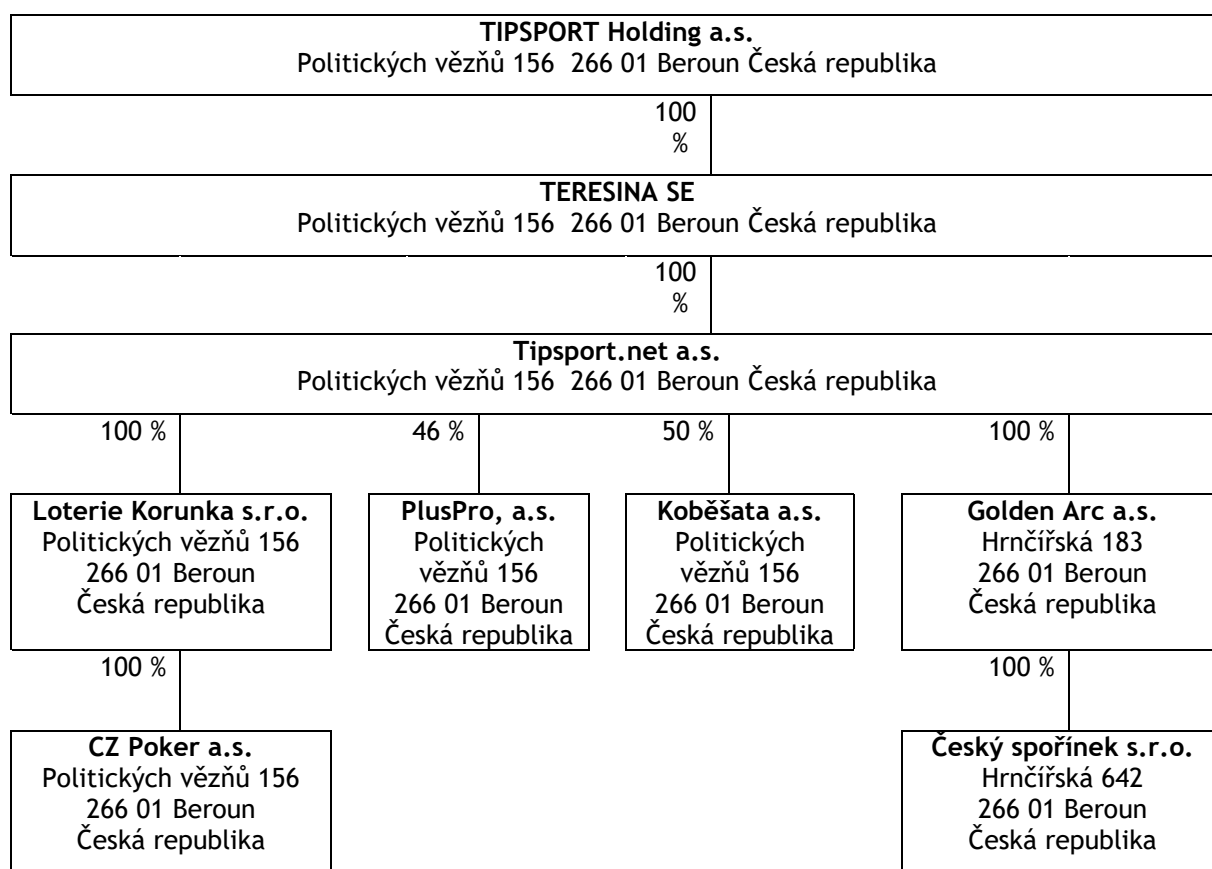 TIPSPORT Holding a.s.
Politických vězňů 156 266 01 Beroun Česká republika
100
%
TERESINA SE
Politických vězňů 156 266 01 Beroun Česká republika
100
%
Tipsport.net a.s.
Politických vězňů 156 266 01 Beroun Česká republika
100 %
46 %
50 %
100 %
Loterie Korunka s.r.o.
Politických vězňů 156
266 01 Beroun
Česká republika
PlusPro, a.s.
Politických
vězňů 156
266 01 Beroun
Česká republika
Koběšata a.s.
Politických
vězňů 156
266 01 Beroun
Česká republika
Golden Arc a.s.
Hrnčířská 183
266 01 Beroun
Česká republika
100 %
100 %
CZ Poker a.s.
Politických vězňů 156
266 01 Beroun
Česká republika
Český spořínek s.r.o.
Hrnčířská 642
266 01 Beroun
Česká republika